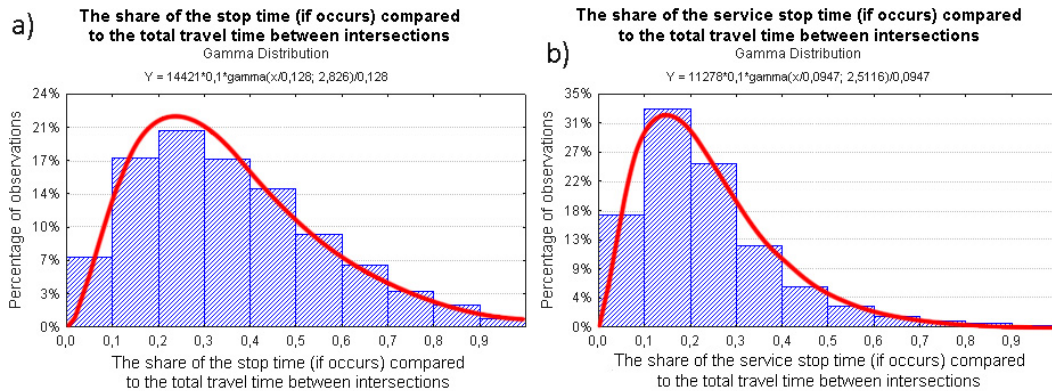 a)
The share of the stop time (if occurs) compared
to the total travel time between intersections
Gamma Distribution
Y = 14421*0,1*gamma(x/0,128; 2,826)/0,128
24%
21%
17%
14%
10%
7%
3%
0%
Percentage of observations
0,0 0,1 0,2 0,3 0,4 0,5 0,6 0,7 0,8 0,9
The share of the stop time (if occurs) compared
to the total travel time between intersections
b)
The share of the service stop time (if occurs) compared
to the total travel time between intersections
Gamma Distribution
Y = 11278*0,1*gamma(x/0,0947; 2,5116)/0,0947
35%
31%
27%
22%
18%
13%
9%
4%
0%
Percentage of observations
0,0 0,1 0,2 0,3 0,4 0,5 0,6 0,7 0,8 0,9
The share of the service stop time (if occurs) compared
to the total travel time between intersections